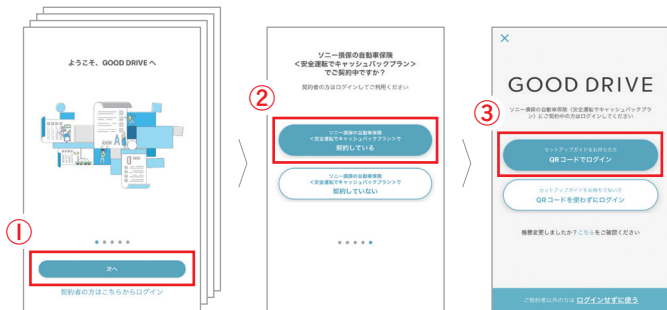 ①
ようこそ、GOOD DRIVE へ
次へ
契約者の方はこちらからログイン
②
ソニー損保の自動車保険
<安全運転でキャッシュバックプラン>
でご契約中ですか?
契約者の方はログインしてご利用ください
ソニー損保の自動車保険
<安全運転でキャッシュバックプラン>で
契約している
ソニー損保の自動車保険
<安全運転でキャッシュバックプラン>で
契約していない
③
×
GOOD DRIVE
ソニー損保の自動車保険(安全運転でキャッシュバックプラ
ン)にご契約中の方はログインしてください
セットアップガイドをお持ちの方
QRコードでログイン
セットアップガイドをお持ちでない方
QRコードを使わずにログイン
機種変更しましたか?こちらをご確認ください
ご契約者以外の方は ログインせずに使う